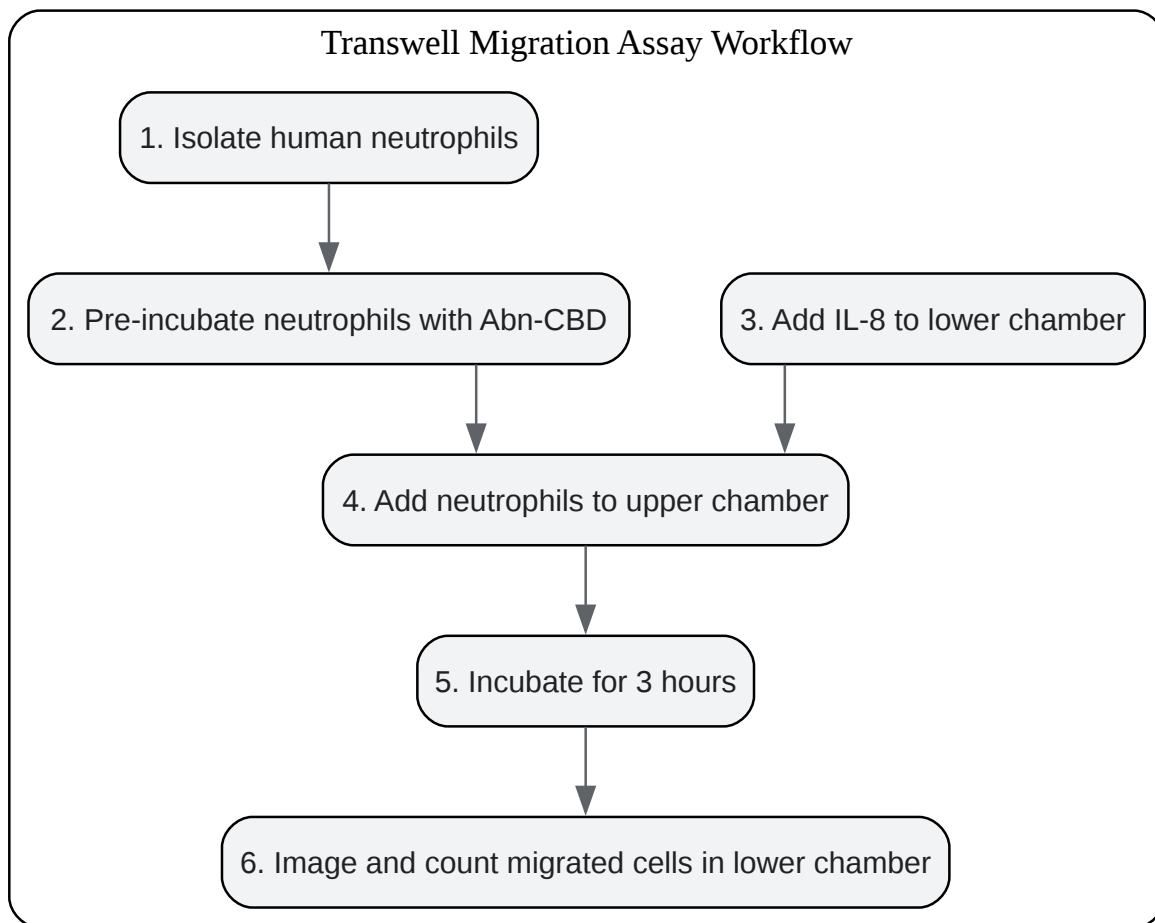 Transwell Migration Assay Workflow
1. Isolate human neutrophils
2. Pre-incubate neutrophils with Abn-CBD
3. Add IL-8 to lower chamber
4. Add neutrophils to upper chamber
5. Incubate for 3 hours
6. Image and count migrated cells in lower chamber